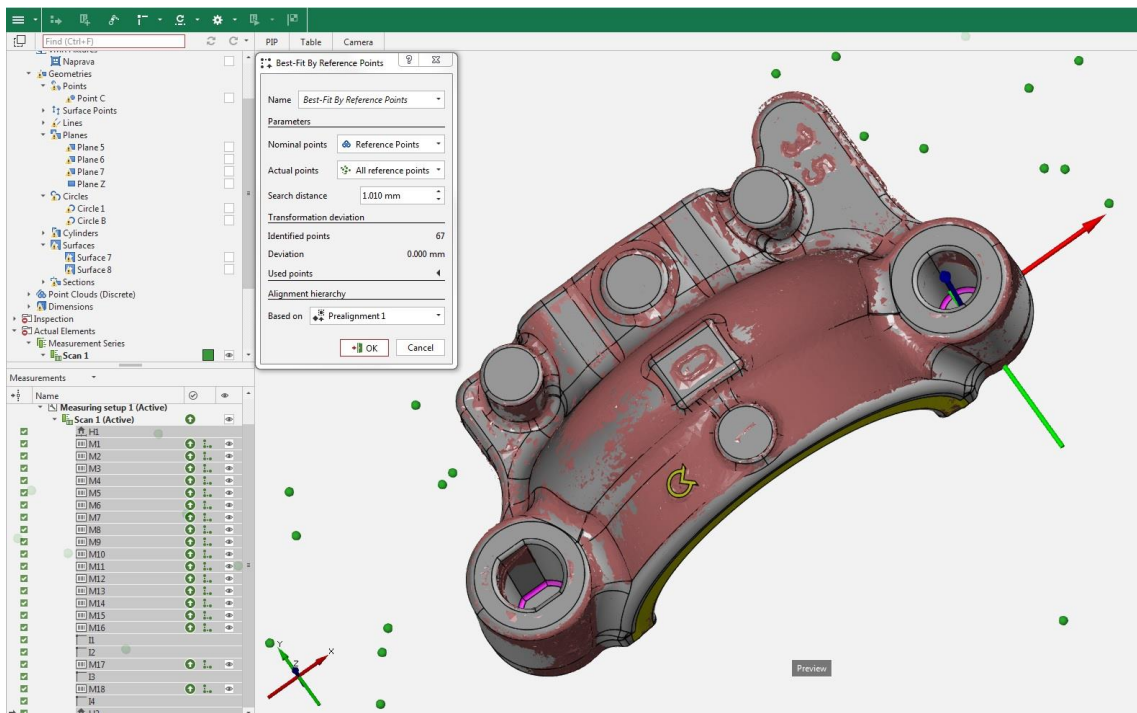 Find (Ctrl+F)
PIP
Table
Camera
Naprava
Geometries
Points
Point C
Surface Points
Lines
Planes
Plane 5
Plane 6
Plane 7
Plane Z
Circles
Circle 1
Circle B
Cylinders
Surfaces
Surface 7
Surface 8
Sections
Point Clouds (Discrete)
Dimensions
Inspection
Actual Elements
Measurement Series
Scan 1
Measurements
Name
Measuring setup 1 (Active)
Scan 1 (Active)
H1
M1
M2
M3
M4
M5
M6
M7
M8
M9
M10
M11
M12
M13
M14
M15
M16
I1
I2
M17
I3
M18
I4
Best-Fit By Reference Points
Name Best-Fit By Reference Points
Parameters
Nominal points Reference Points
Actual points All reference points
Search distance 1.010 mm
Transformation deviation
Identified points 67
Deviation 0.000 mm
Used points
Alignment hierarchy
Based on Prealignment 1
OK Cancel
Y
X
Z
Preview